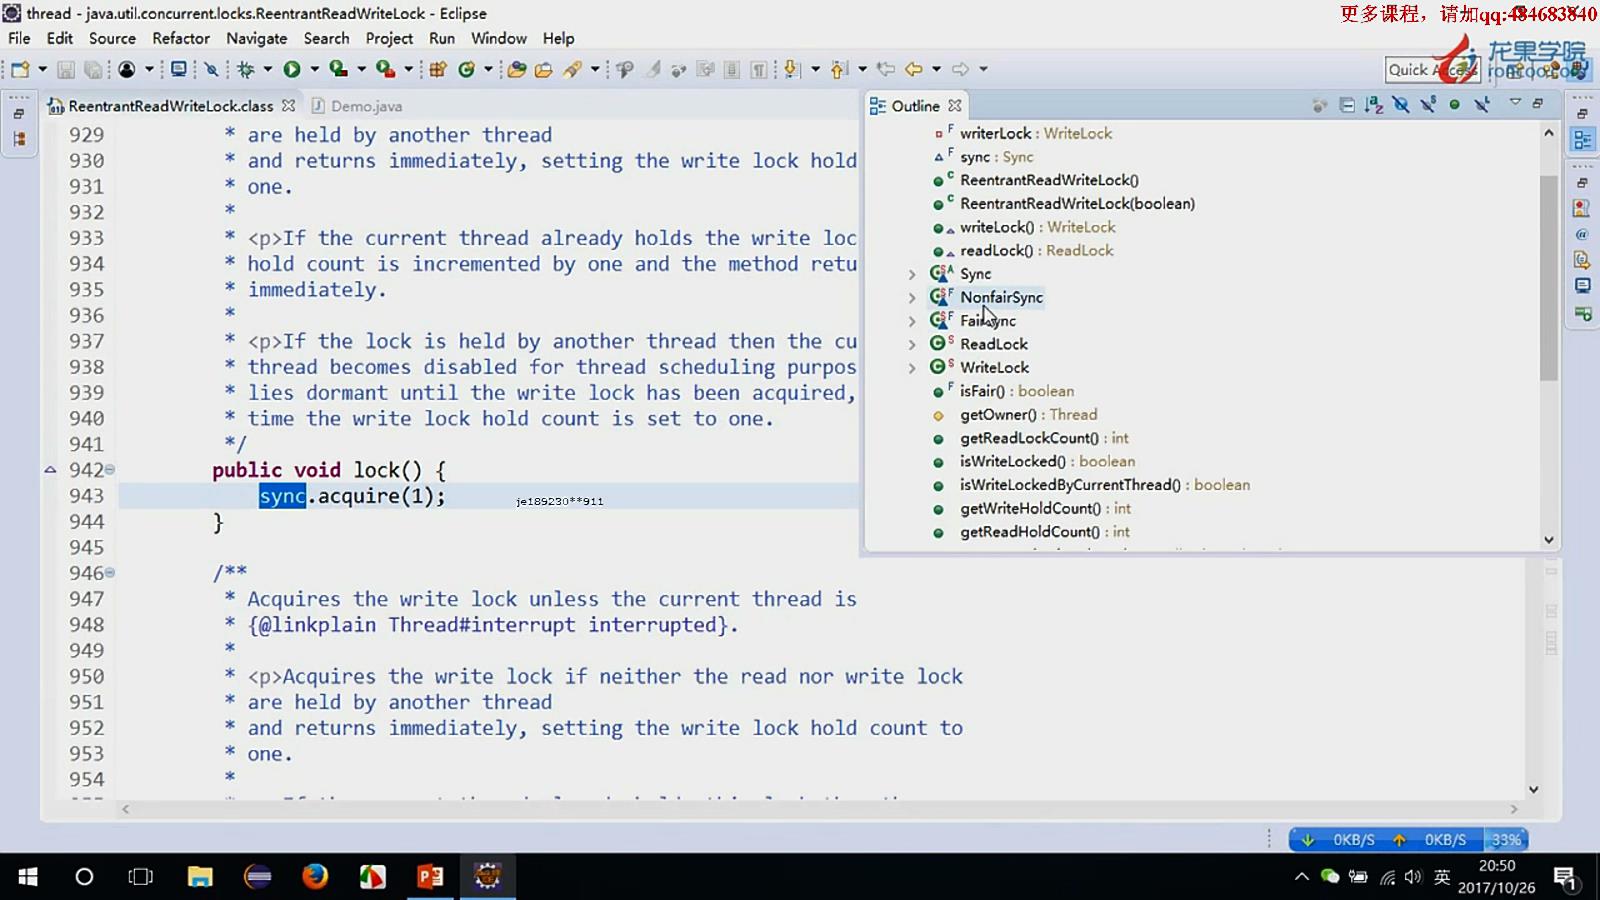 thread - java.util.concurrent.locks.ReentrantReadWriteLock - Eclipse
更多课程，请加qq:484683840
File Edit Source Refactor Navigate Search Project Run Window Help
龙果学院
Quick Access
roncoo.com
ReentrantReadWriteLock.class
Demo.java
Outline
929 * are held by another thread
930 * and returns immediately, setting the write lock hold
931 * one.
932 *
933 * <p>If the current thread already holds the write loc
934 * hold count is incremented by one and the method retu
935 * immediately.
936 *
937 * <p>If the lock is held by another thread then the cu
938 * thread becomes disabled for thread scheduling purpos
939 * lies dormant until the write lock has been acquired,
940 * time the write lock hold count is set to one.
941 */
942 public void lock() {
943 sync.acquire(1);
je189230**911
944 }
945
946 /**
947 * Acquires the write lock unless the current thread is
948 * {@linkplain Thread#interrupt interrupted}.
949 *
950 * <p>Acquires the write lock if neither the read nor write lock
951 * are held by another thread
952 * and returns immediately, setting the write lock hold count to
953 * one.
954 *
writerLock : WriteLock
sync : Sync
ReentrantReadWriteLock()
ReentrantReadWriteLock(boolean)
writeLock() : WriteLock
readLock() : ReadLock
Sync
NonfairSync
FairSync
ReadLock
WriteLock
isFair() : boolean
getOwner() : Thread
getReadLockCount() : int
isWriteLocked() : boolean
isWriteLockedByCurrentThread() : boolean
getWriteHoldCount() : int
getReadHoldCount() : int
0KB/S 0KB/S 33%
英
20:50
2017/10/26
1